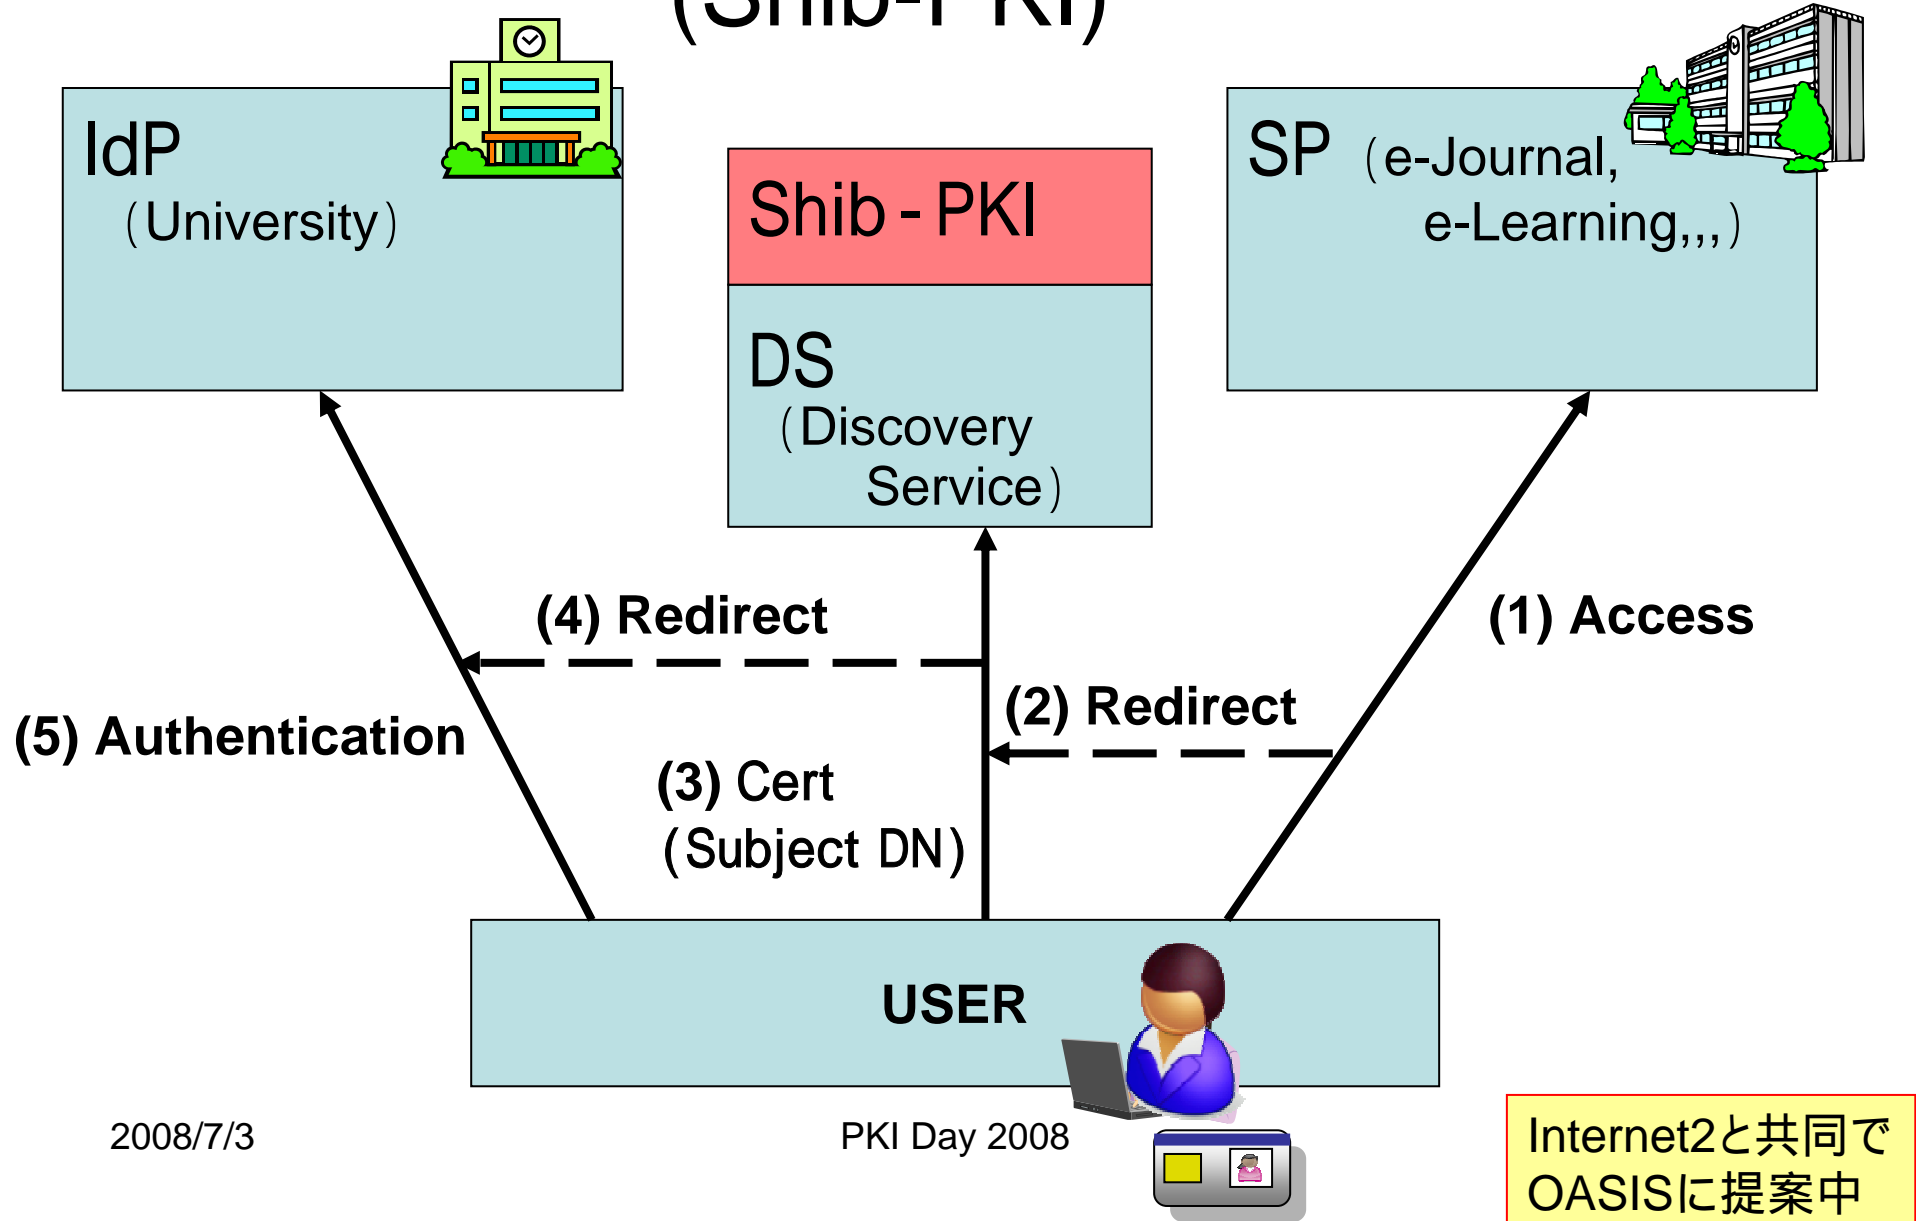 (Shib-PKI)
IdP
（University）
Shib - PKI
DS
（Discovery
Service）
SP （e-Journal,
e-Learning,,,）
(4) Redirect
(1) Access
(2) Redirect
(5) Authentication
(3) Cert
（Subject DN）
USER
2008/7/3
PKI Day 2008
Internet2と共同で
OASISに提案中